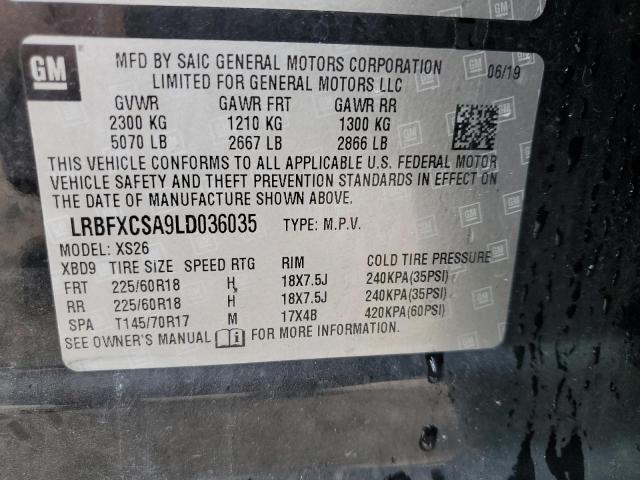 GM
MFD BY SAIC GENERAL MOTORS CORPORATION 06/19
LIMITED FOR GENERAL MOTORS LLC
GVWR GAWR FRT GAWR RR
2300 KG 1210 KG 1300 KG
5070 LB 2667 LB 2866 LB
THIS VEHICLE CONFORMS TO ALL APPLICABLE U.S. FEDERAL MOTOR
VEHICLE SAFETY AND THEFT PREVENTION STANDARDS IN EFFECT ON
THE DATE OF MANUFACTURE SHOWN ABOVE.
LRBFXCSA9LD036035 TYPE: M.P.V.
MODEL: XS26
XBD9 TIRE SIZE SPEED RTG RIM COLD TIRE PRESSURE
FRT 225/60R18 H 18X7.5J 240KPA(35PSI)
RR 225/60R18 H 18X7.5J 240KPA(35PSI)
SPA T145/70R17 M 17X4B 420KPA(60PSI)
SEE OWNER'S MANUAL FOR MORE INFORMATION.